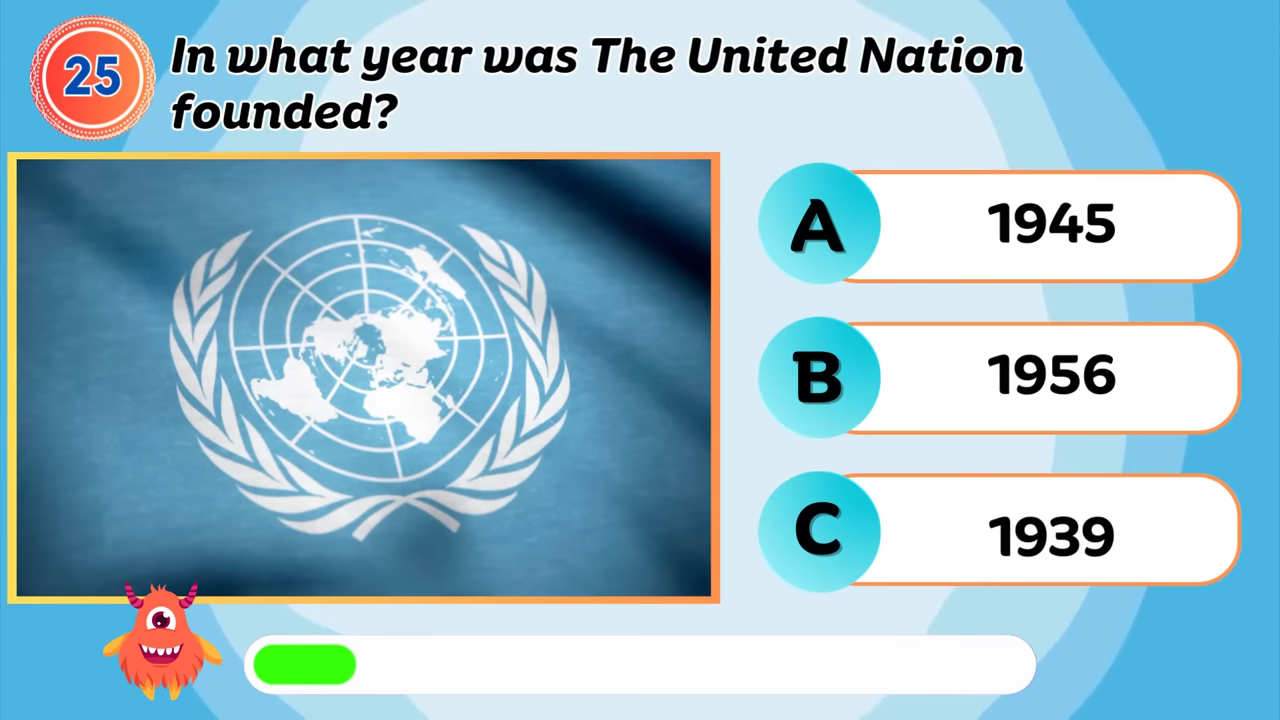 25
In what year was The United Nation
founded?
A
1945
B
1956
C
1939